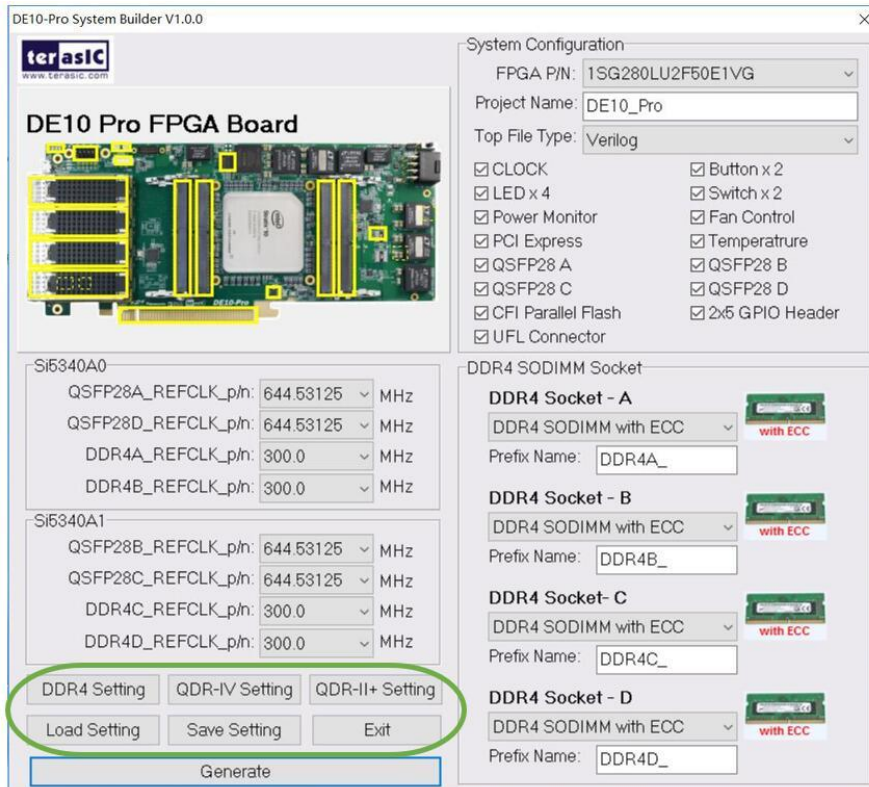 DE10-Pro System Builder V1.0.0
terasIC
www.terasic.com
DE10 Pro FPGA Board
DE10-Pro
System Configuration
FPGA P/N: 1SG280LU2F50E1VG
Project Name: DE10_Pro
Top File Type: Verilog
CLOCK Button x 2
LED x 4 Switch x 2
Power Monitor Fan Control
PCI Express Temperatrure
QSFP28 A QSFP28 B
QSFP28 C QSFP28 D
CFI Parallel Flash 2x5 GPIO Header
UFL Connector
Si5340A0
QSFP28A_REFCLK_p/n: 644.53125 MHz
QSFP28D_REFCLK_p/n: 644.53125 MHz
DDR4A_REFCLK_p/n: 300.0 MHz
DDR4B_REFCLK_p/n: 300.0 MHz
Si5340A1
QSFP28B_REFCLK_p/n: 644.53125 MHz
QSFP28C_REFCLK_p/n: 644.53125 MHz
DDR4C_REFCLK_p/n: 300.0 MHz
DDR4D_REFCLK_p/n: 300.0 MHz
DDR4 Setting QDR-IV Setting QDR-II+ Setting
Load Setting Save Setting Exit
Generate
DDR4 SODIMM Socket
DDR4 Socket - A
DDR4 SODIMM with ECC with ECC
Prefix Name: DDR4A_
DDR4 Socket - B
DDR4 SODIMM with ECC with ECC
Prefix Name: DDR4B_
DDR4 Socket- C
DDR4 SODIMM with ECC with ECC
Prefix Name: DDR4C_
DDR4 Socket - D
DDR4 SODIMM with ECC with ECC
Prefix Name: DDR4D_